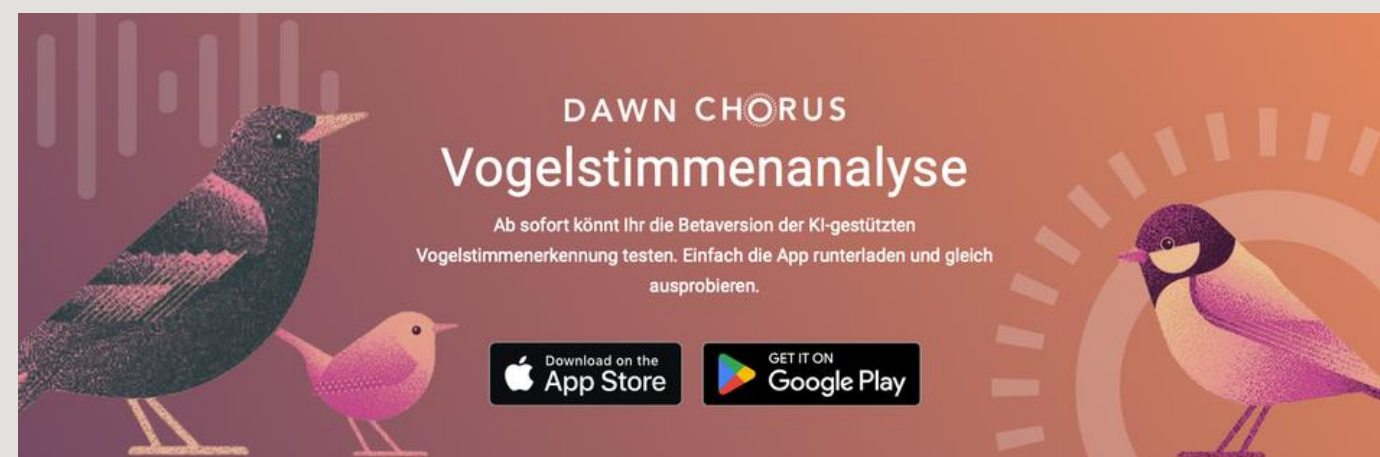 DAWN CHORUS
Vogelstimmenanalyse
Ab sofort könnt Ihr die Betaversion der KI-gestützten
Vogelstimmenerkennung testen. Einfach die App runterladen und gleich
ausprobieren.
Download on the
App Store
GET IT ON
Google Play